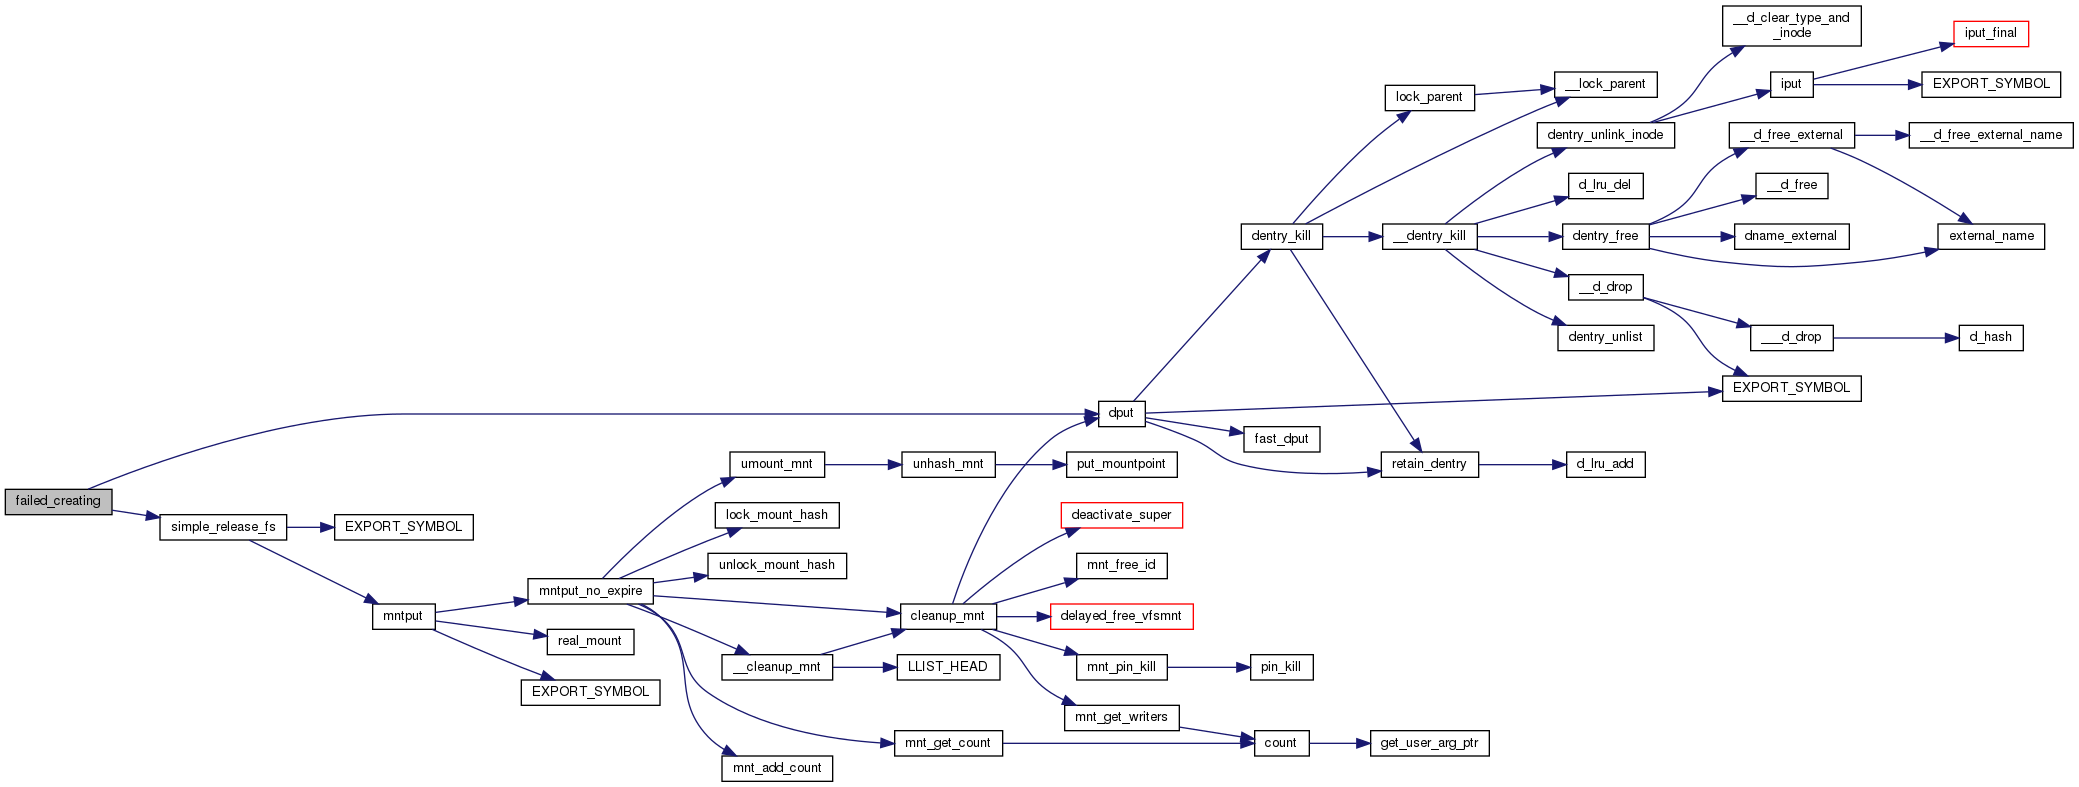 __d_clear_type_and
_inode
iput_final
iput
EXPORT_SYMBOL
lock_parent
__lock_parent
dentry_unlink_inode
__d_free_external
__d_free_external_name
d_lru_del
__d_free
dentry_kill
__dentry_kill
dentry_free
dname_external
external_name
__d_drop
dentry_unlist
___d_drop
d_hash
EXPORT_SYMBOL
dput
fast_dput
retain_dentry
d_lru_add
umount_mnt
unhash_mnt
put_mountpoint
failed_creating
simple_release_fs
EXPORT_SYMBOL
lock_mount_hash
deactivate_super
unlock_mount_hash
mnt_free_id
mntput_no_expire
mntput
cleanup_mnt
delayed_free_vfsmnt
real_mount
__cleanup_mnt
LLIST_HEAD
mnt_pin_kill
pin_kill
EXPORT_SYMBOL
mnt_get_writers
mnt_get_count
count
get_user_arg_ptr
mnt_add_count